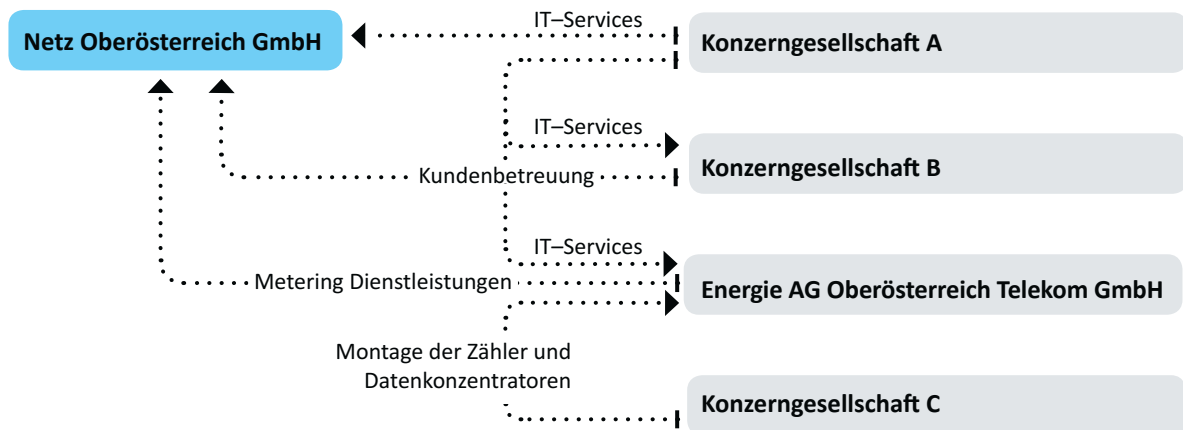 IT–Services
Netz Oberösterreich GmbH
Konzerngesellschaft A
IT–Services
Konzerngesellschaft B
Kundenbetreuung
IT–Services
Metering Dienstleistungen
Energie AG Oberösterreich Telekom GmbH
Montage der Zähler und
Datenkonzentratoren
Konzerngesellschaft C